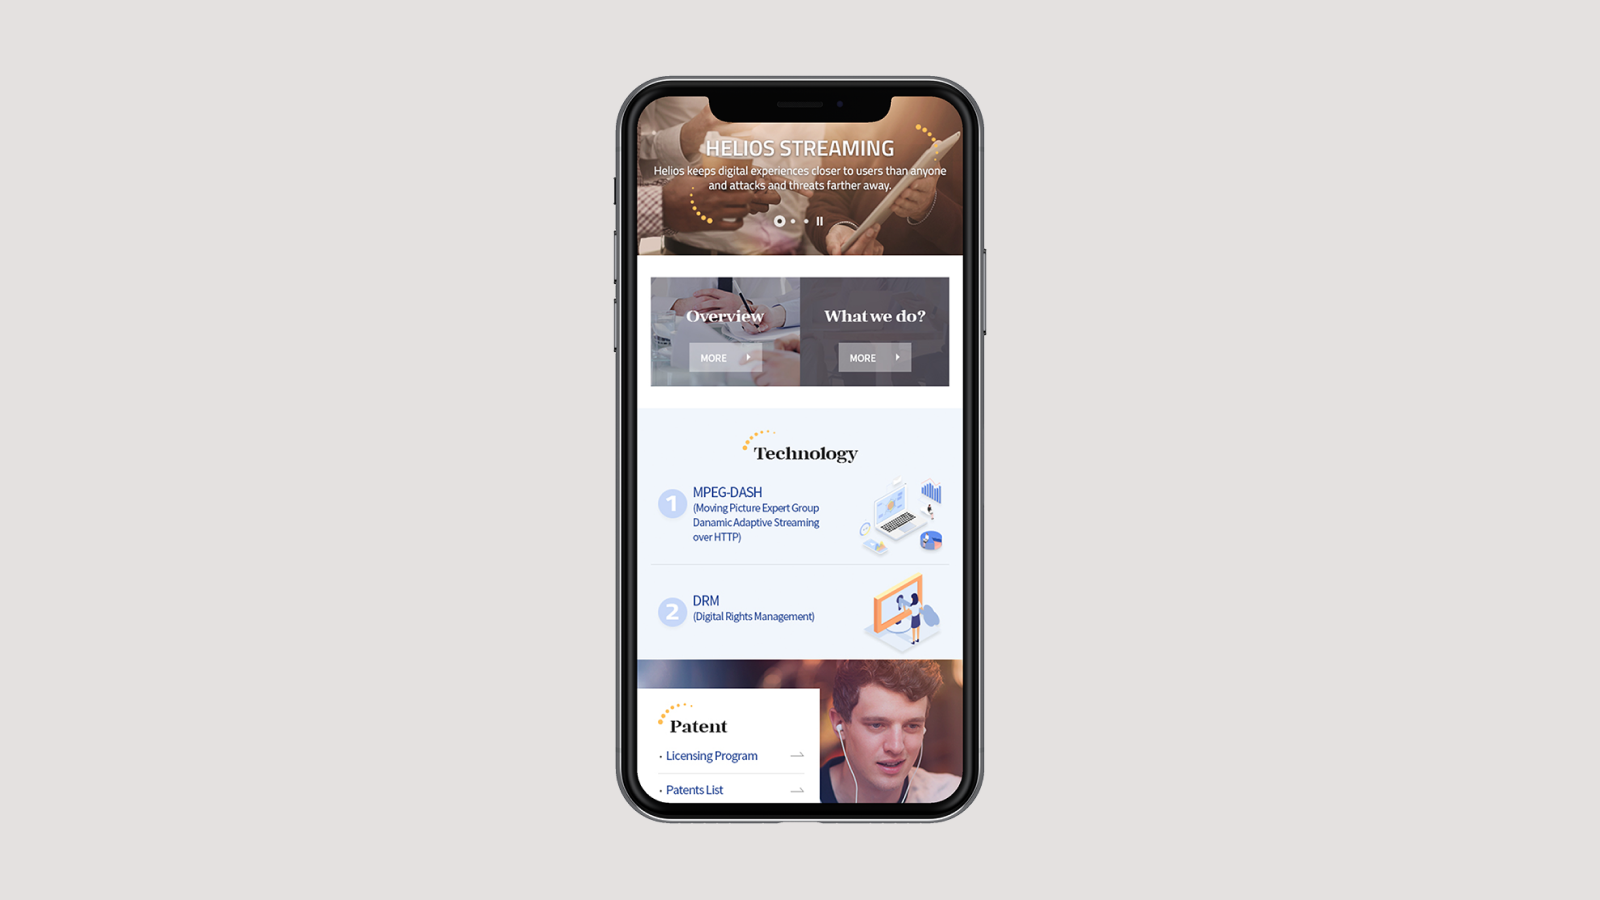 HELIOS STREAMING
Helios keeps digital experiences closer to users than anyone
and attacks and threats farther away.
Overview
What we do?
MORE
MORE
Technology
1
MPEG-DASH
(Moving Picture Expert Group
Danamic Adaptive Streaming
over HTTP)
2
DRM
(Digital Rights Management)
Patent
• Licensing Program
• Patents List